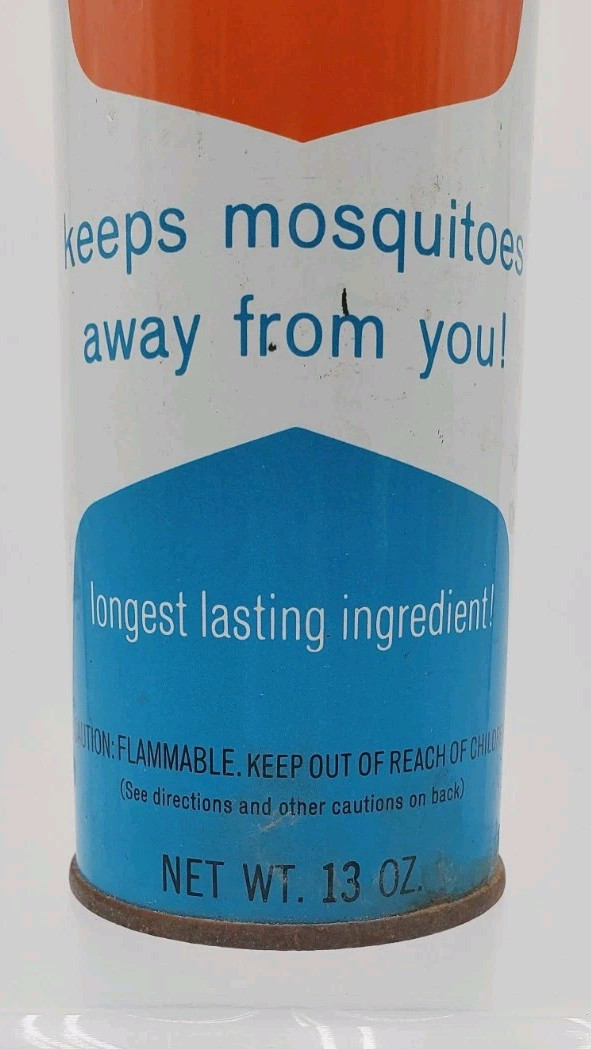 keeps mosquitoes
away from you!
longest lasting ingredient!
CAUTION: FLAMMABLE. KEEP OUT OF REACH OF
(See directions and other cautions on back)
NET WT. 13 OZ.